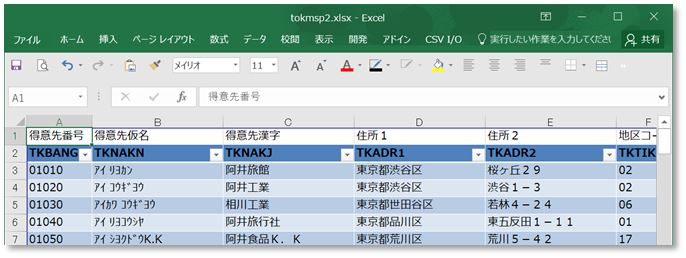 tokmsp2.xlsx - Excel
ファイル ホーム 挿入 ページ レイアウト 数式 データ 校閲 表示 開発 アドイン CSV I/O 実行したい作業を入力してください 共有
メイリオ 11 A A A
A1 fx 得意先番号
A B C D E F
1 得意先番号 得意先仮名 得意先漢字 住所１ 住所２ 地区コー
2 TKBANG TKNAKN TKNAKJ TKADR1 TKADR2 TKTIK
3 01010 ｱｲ ﾘﾖｶﾝ 阿井旅館 東京都渋谷区 桜ヶ丘２９ 02
4 01020 ｱｲ ｺｳｷﾞﾖｳ 阿井工業 東京都渋谷区 渋谷１－３ 02
5 01030 ｱｲｶﾜ ｺｳｷﾞﾖｳ 相川工業 東京都世田谷区 若林４－２４ 06
6 01040 ｱｲ ﾘﾖｺｳｼﾔ 阿井旅行社 東京都品川区 東五反田１－１１ 01
7 01050 ｱｲ ｼﾖｸﾋﾞﾝK.K 阿井食品Ｋ．Ｋ 東京都荒川区 荒川５－４２ 17